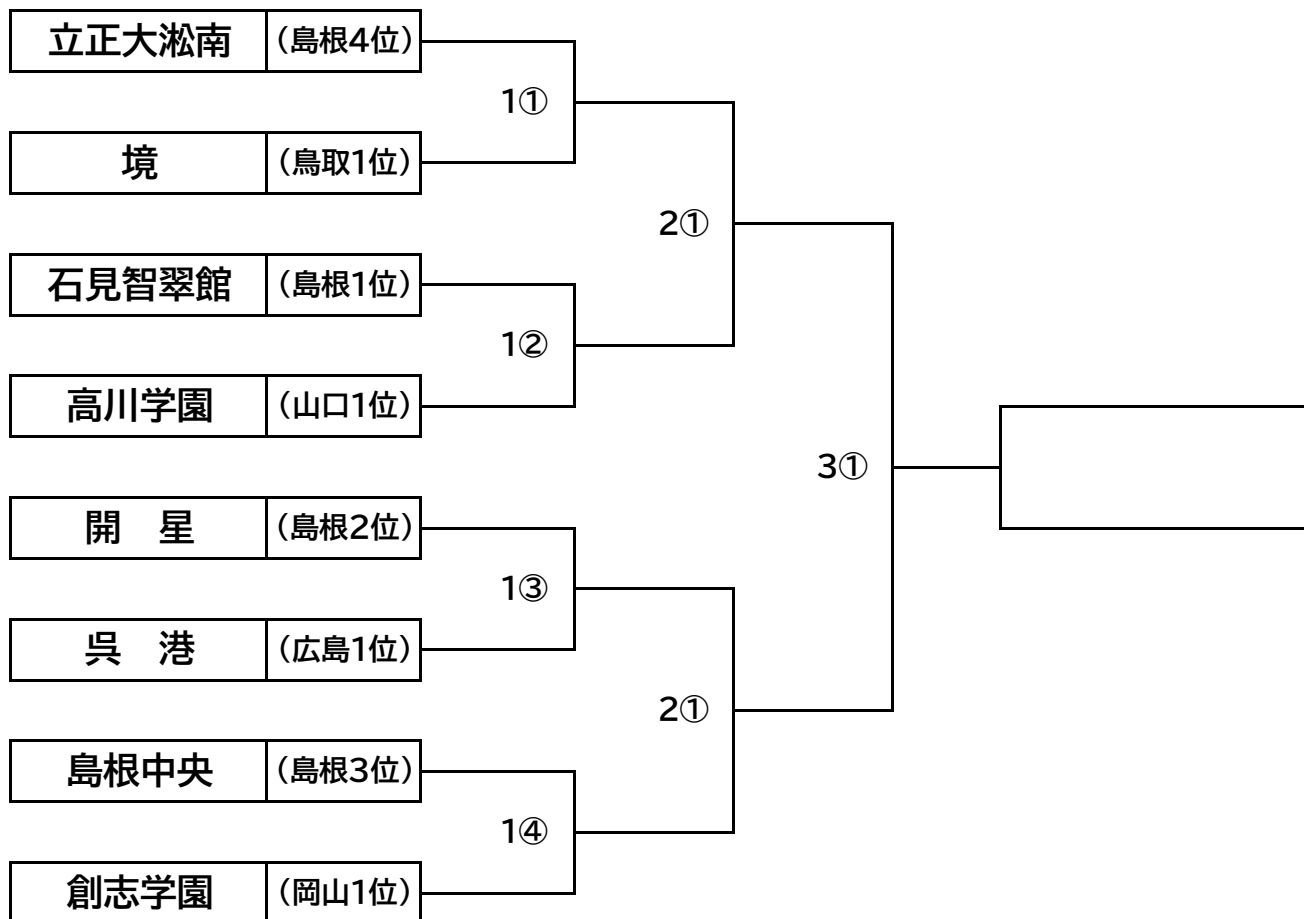 立正大淞南 (島根4位)
1①
境 (鳥取1位)
2①
石見智翠館 (島根1位)
1②
高川学園 (山口1位)
3①
開 星 (島根2位)
1③
呉 港 (広島1位)
2①
島根中央 (島根3位)
1④
創志学園 (岡山1位)